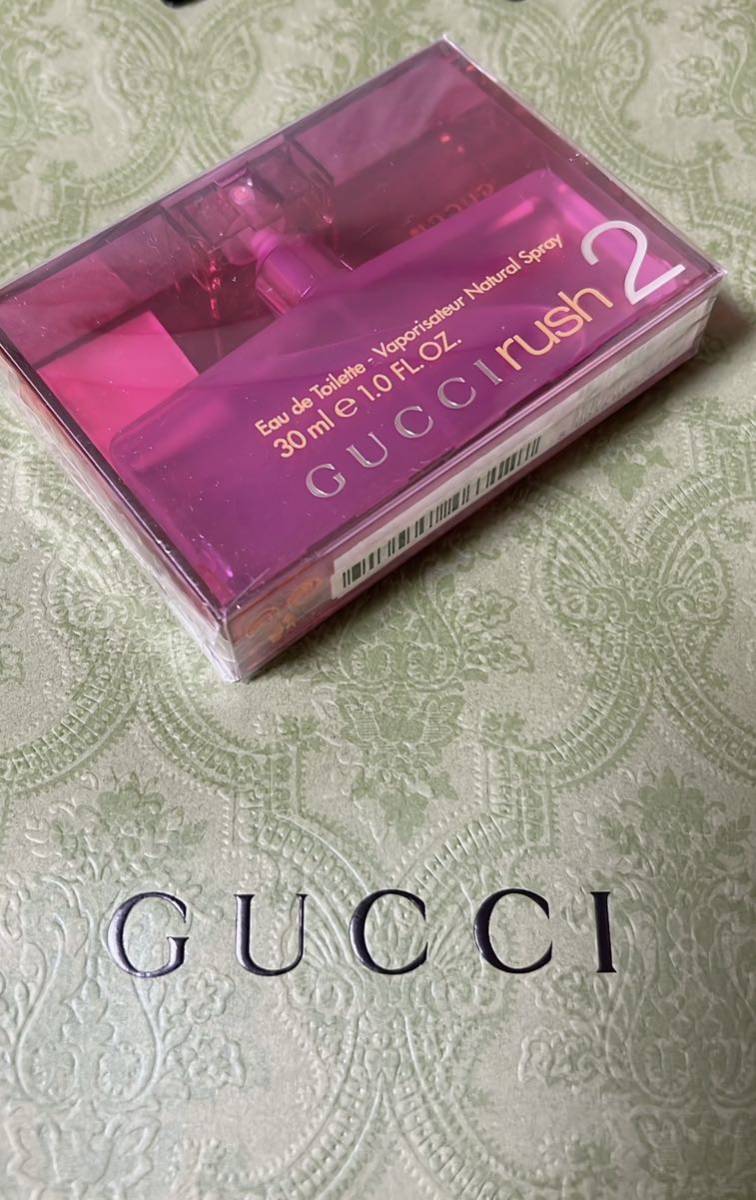 Eau de Toilette - Vaporisateur Natural Spray
30 ml e 1.0 FL.OZ.
GUCCI rush 2
GUCCI